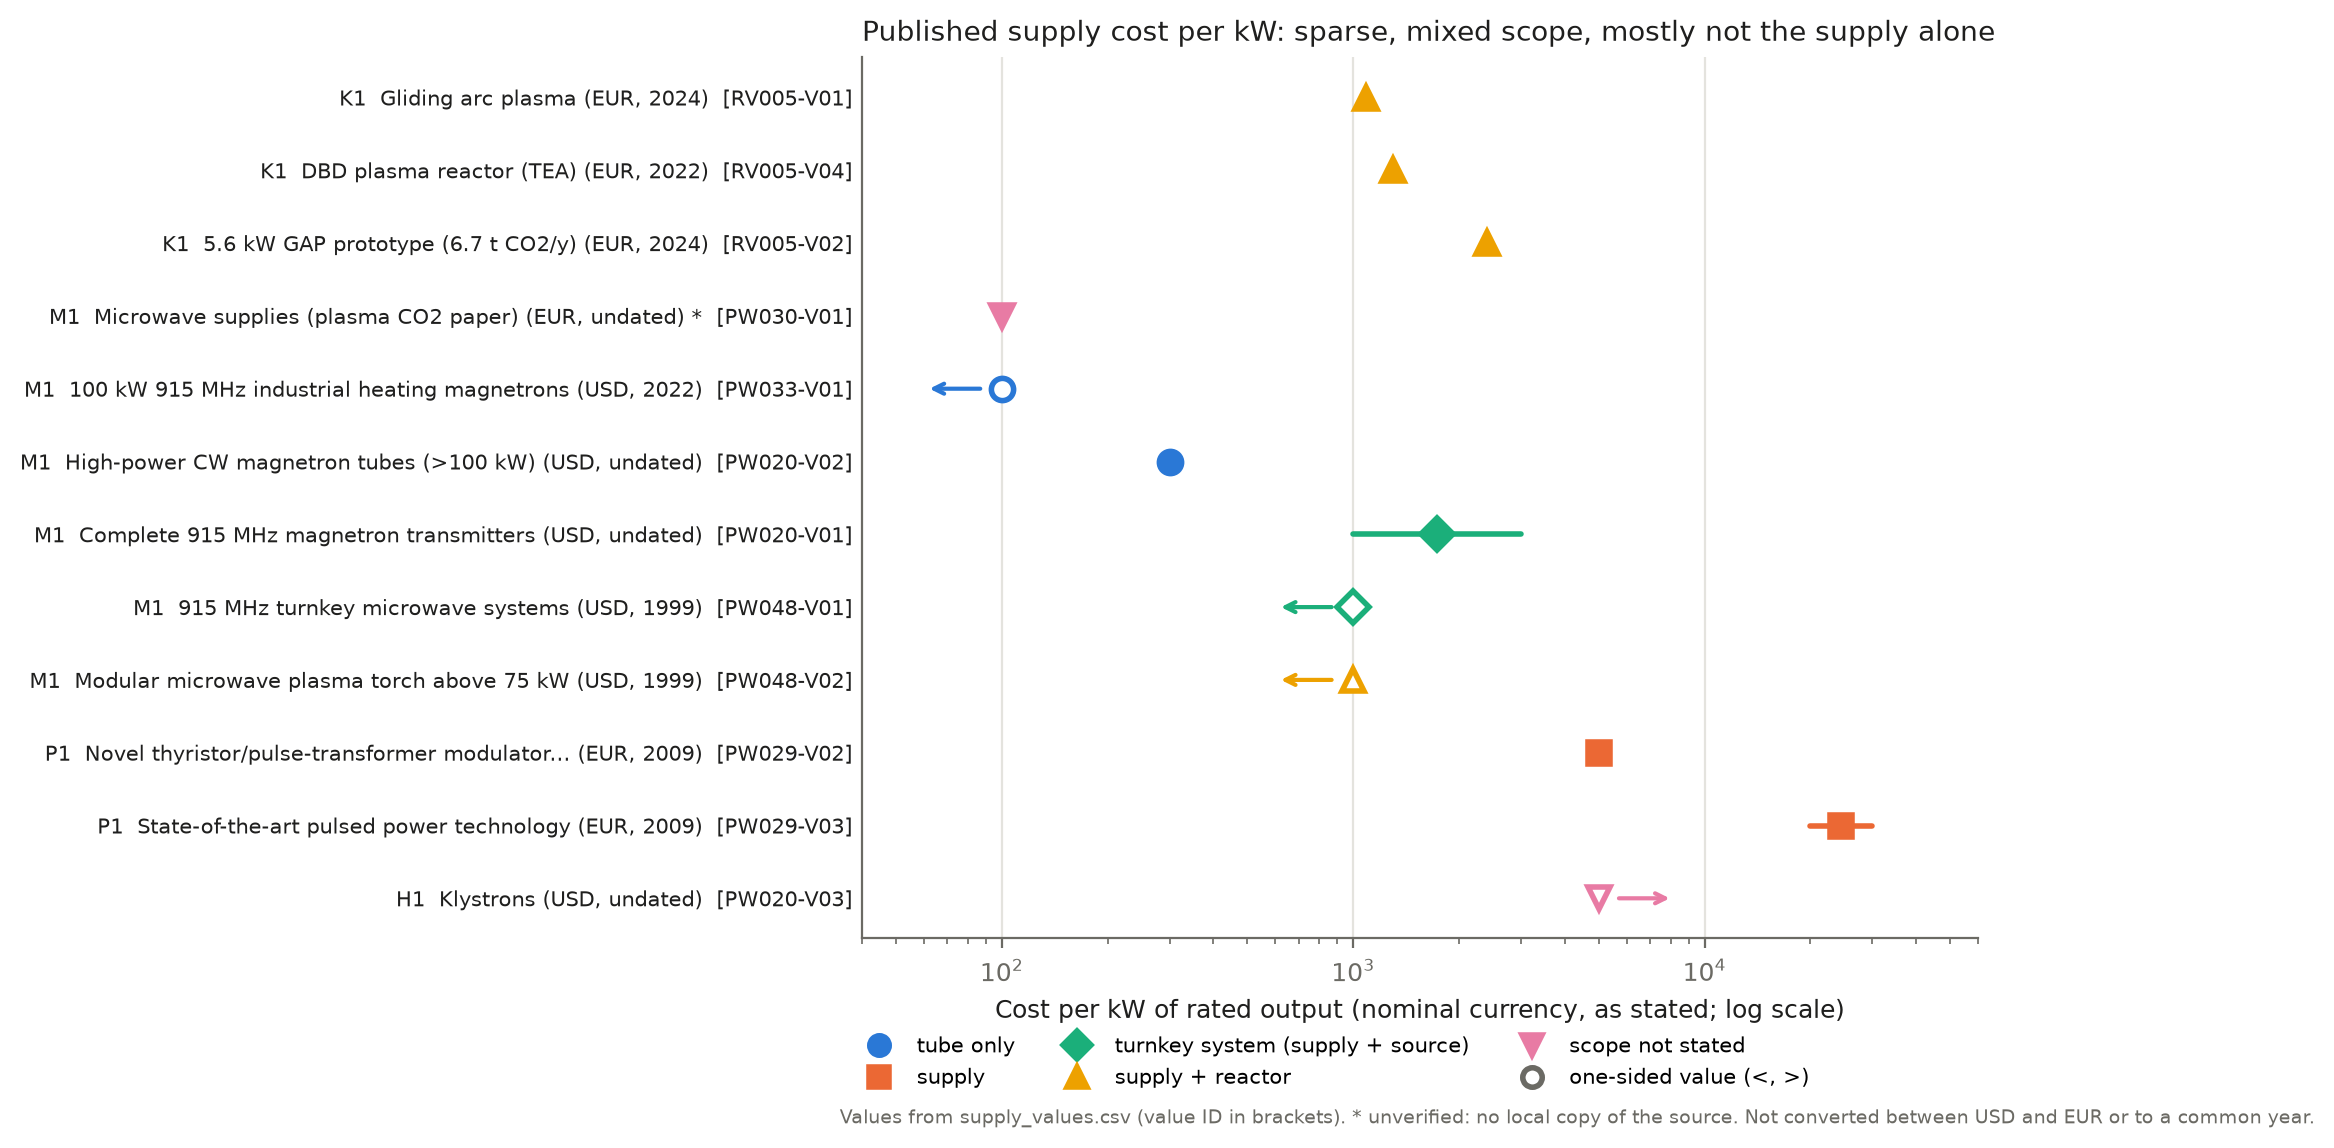 Published supply cost per kW: sparse, mixed scope, mostly not the supply alone
K1  Gliding arc plasma (EUR, 2024)  [RV005-V01]
K1  DBD plasma reactor (TEA) (EUR, 2022)  [RV005-V04]
K1  5.6 kW GAP prototype (6.7 t CO2/y) (EUR, 2024)  [RV005-V02]
M1  Microwave supplies (plasma CO2 paper) (EUR, undated) *  [PW030-V01]
M1  100 kW 915 MHz industrial heating magnetrons (USD, 2022)  [PW033-V01]
M1  High-power CW magnetron tubes (>100 kW) (USD, undated)  [PW020-V02]
M1  Complete 915 MHz magnetron transmitters (USD, undated)  [PW020-V01]
M1  915 MHz turnkey microwave systems (USD, 1999)  [PW048-V01]
M1  Modular microwave plasma torch above 75 kW (USD, 1999)  [PW048-V02]
P1  Novel thyristor/pulse-transformer modulator... (EUR, 2009)  [PW029-V02]
P1  State-of-the-art pulsed power technology (EUR, 2009)  [PW029-V03]
H1  Klystrons (USD, undated)  [PW020-V03]
10² 10³ 10⁴
Cost per kW of rated output (nominal currency, as stated; log scale)
tube only
supply
turnkey system (supply + source)
supply + reactor
scope not stated
one-sided value (<, >)
Values from supply_values.csv (value ID in brackets). * unverified: no local copy of the source. Not converted between USD and EUR or to a common year.